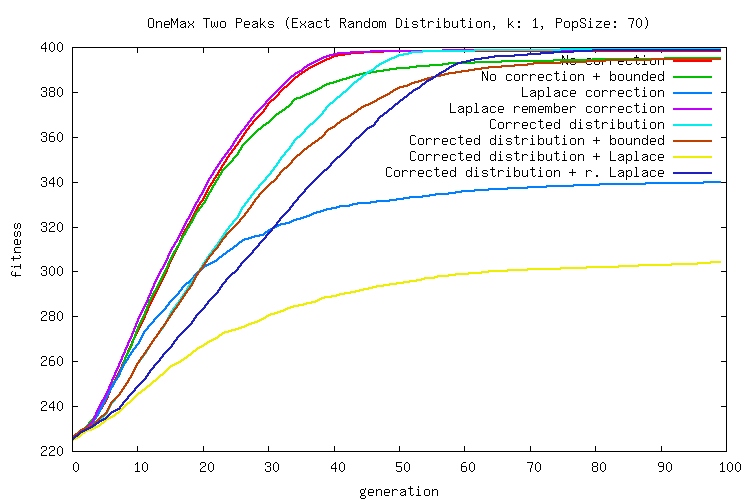 OneMax Two Peaks (Exact Random Distribution, k: 1, PopSize: 70)
400
No correction
No correction + bounded
380
Laplace correction
Laplace remember correction
360
Corrected distribution
Corrected distribution + bounded
Corrected distribution + Laplace
340
Corrected distribution + r. Laplace
320
fitness
300
280
260
240
220
0 10 20 30 40 50 60 70 80 90 100
generation